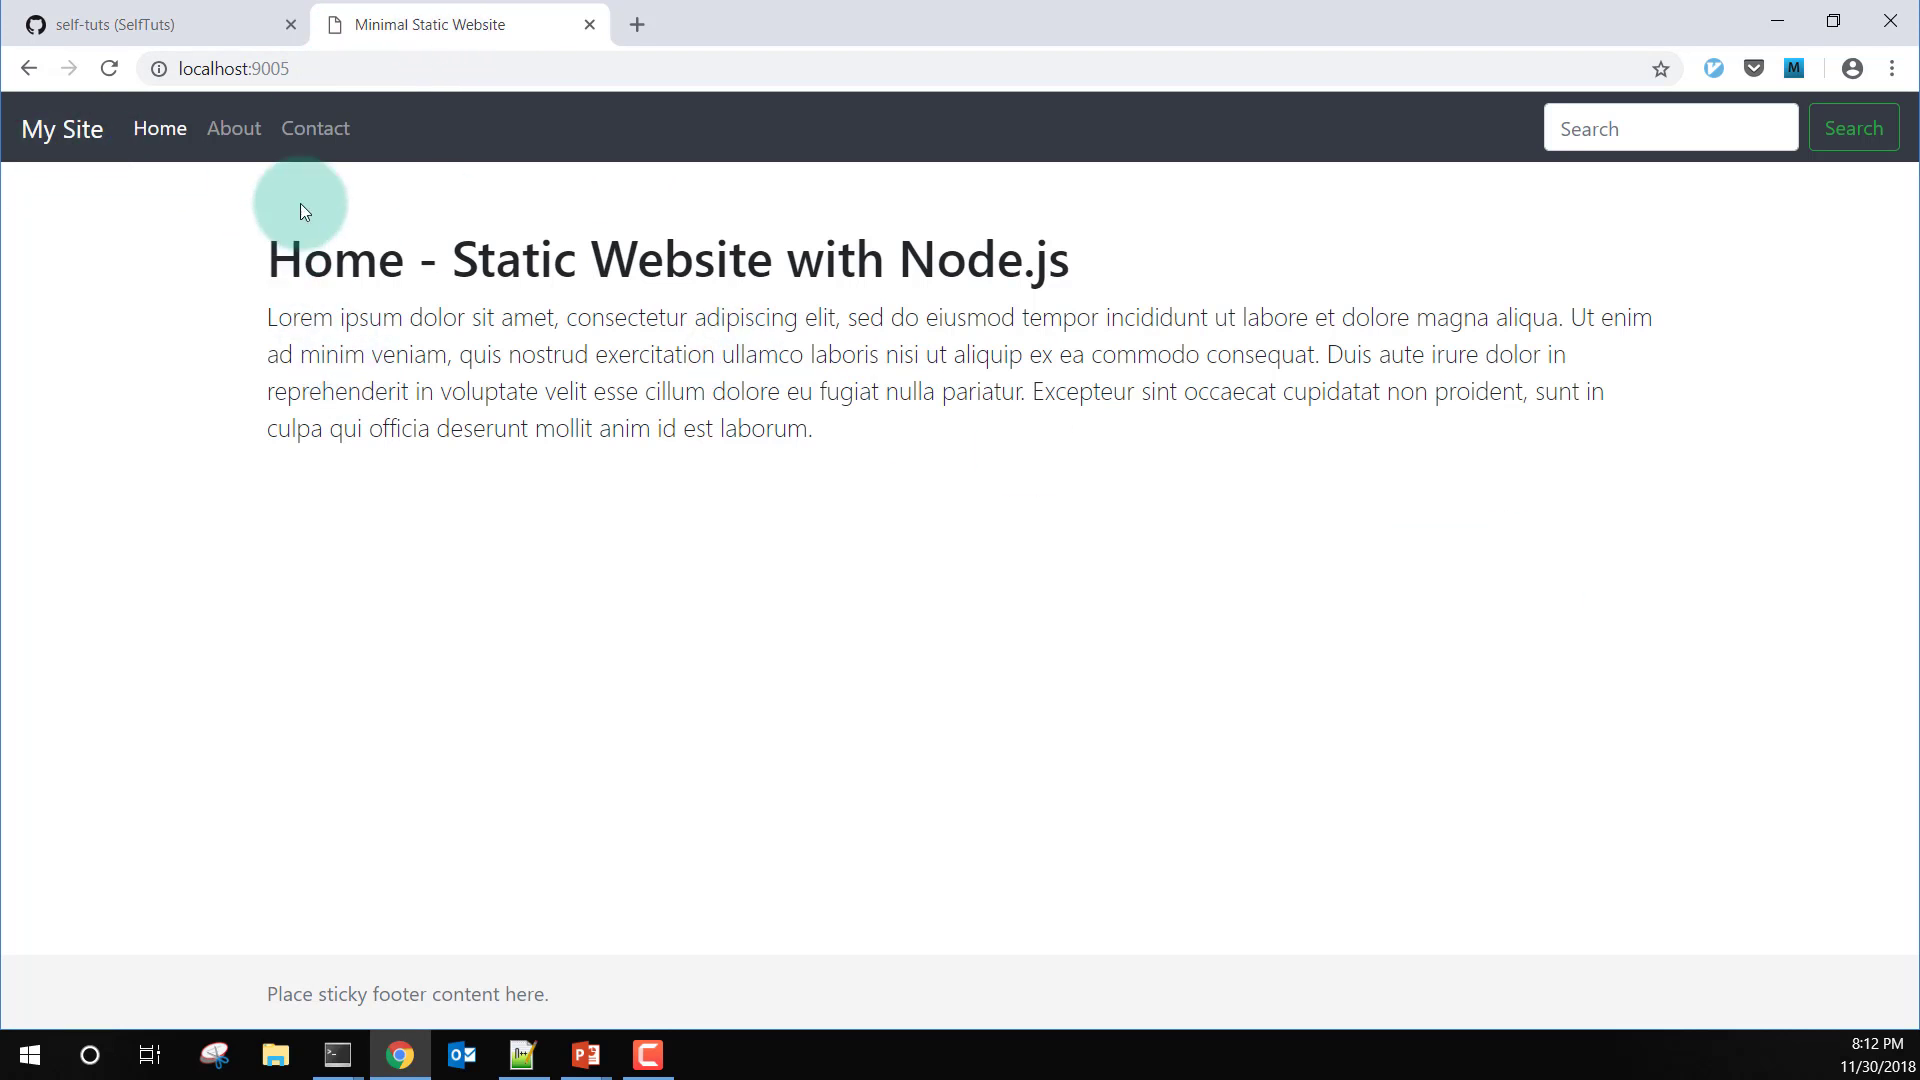 self-tuts (SelfTuts)
Minimal Static Website
localhost:9005
M
My Site
Home
About
Contact
Search
Search
Home - Static Website with Node.js
Lorem ipsum dolor sit amet, consectetur adipiscing elit, sed do eiusmod tempor incididunt ut labore et dolore magna aliqua. Ut enim
ad minim veniam, quis nostrud exercitation ullamco laboris nisi ut aliquip ex ea commodo consequat. Duis aute irure dolor in
reprehenderit in voluptate velit esse cillum dolore eu fugiat nulla pariatur. Excepteur sint occaecat cupidatat non proident, sunt in
culpa qui officia deserunt mollit anim id est laborum.
Place sticky footer content here.
8:12 PM
11/30/2018